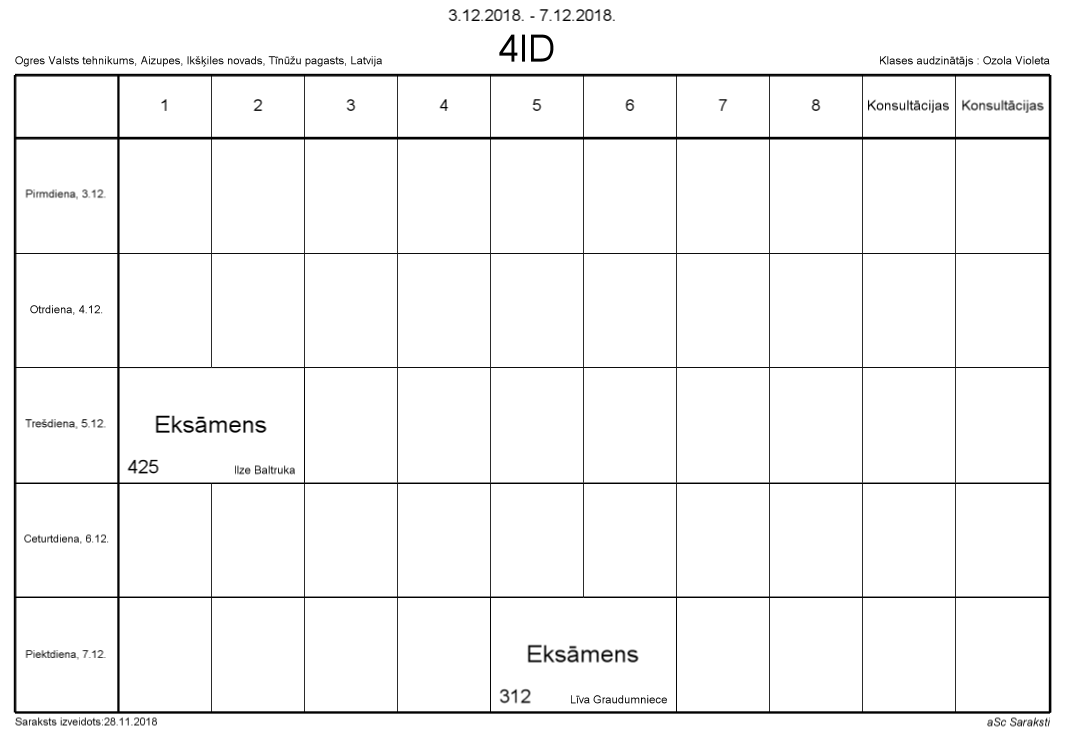 3.12.2018. - 7.12.2018.
4ID
Ogres Valsts tehnikums, Aizupes, Ikšķiles novads, Tīnūžu pagasts, Latvija
Klases audzinātājs : Ozola Violeta
1 2 3 4 5 6 7 8 Konsultācijas Konsultācijas
Pirmdiena, 3.12.
Otrdiena, 4.12.
Trešdiena, 5.12.
Eksāmens
425 Ilze Baltruka
Ceturtdiena, 6.12.
Piektdiena, 7.12.
Eksāmens
312 Līva Graudumniece
Saraksts izveidots:28.11.2018
aSc Saraksti